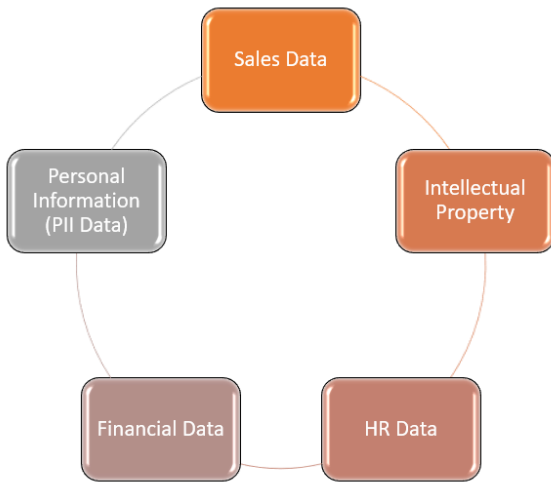 Sales Data
Personal
Information
(PII Data)
Intellectual
Property
Financial Data
HR Data